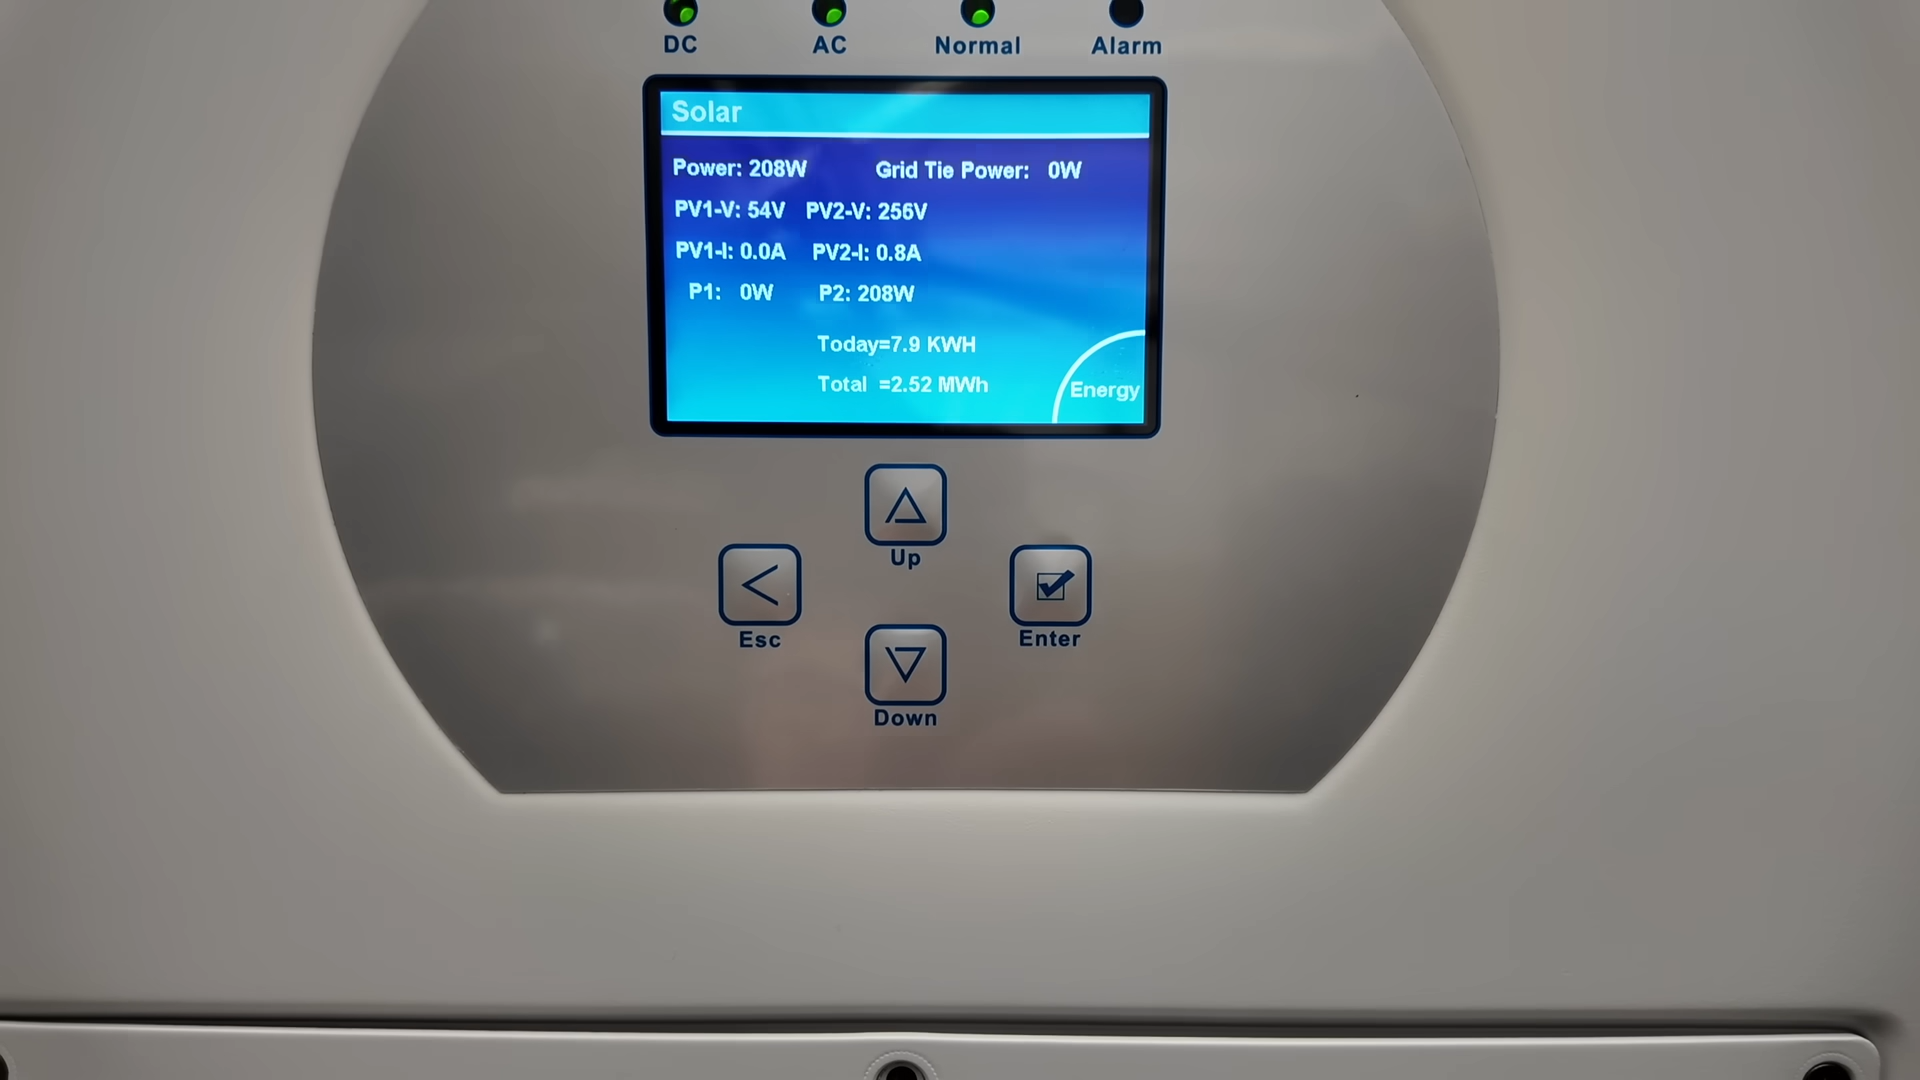 DC AC Normal Alarm
Solar
Power: 208W Grid Tie Power: 0W
PV1-V: 54V PV2-V: 256V
PV1-I: 0.0A PV2-I: 0.8A
P1: 0W P2: 208W
Today=7.9 KWH
Total =2.52 MWh
Energy
Up
Esc
Enter
Down